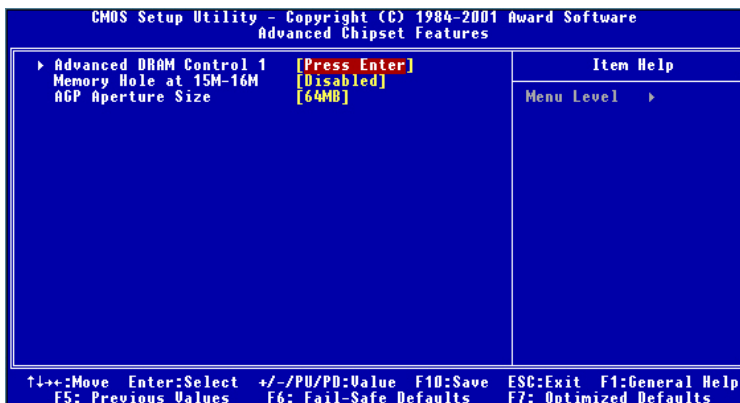 CMOS Setup Utility - Copyright (C) 1984-2001 Award Software
Advanced Chipset Features
▸ Advanced DRAM Control 1 [Press Enter]
Memory Hole at 15M-16M [Disabled]
AGP Aperture Size [64MB]
Item Help
Menu Level ▸
↑↓→←:Move Enter:Select +/-/PU/PD:Value F10:Save ESC:Exit F1:General Help
F5: Previous Values F6: Fail-Safe Defaults F7: Optimized Defaults